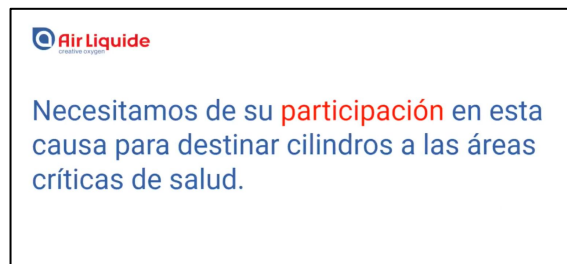 Air Liquide
creative oxygen
Necesitamos de su participación en esta
causa para destinar cilindros a las áreas
críticas de salud.